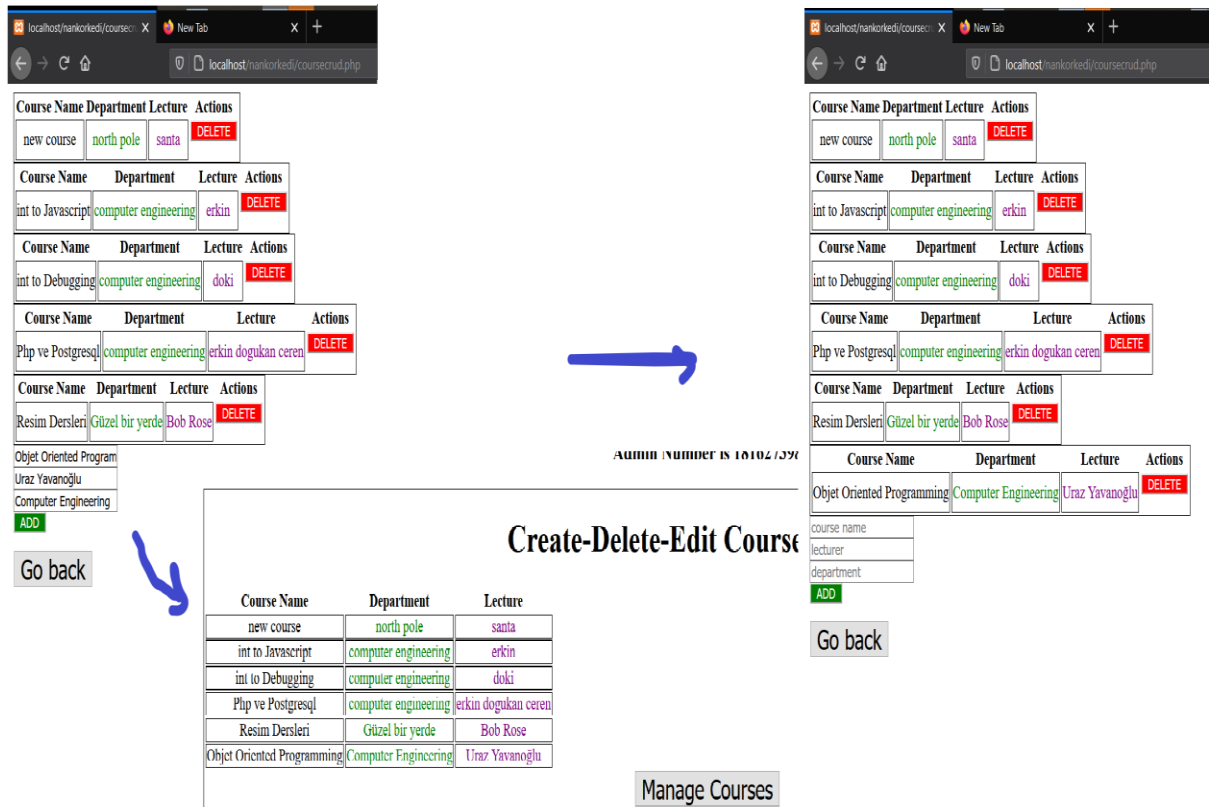 localhost/nankorkedi/coursecr X New Tab X +
localhost/nankorkedi/coursecrud.php
Course Name Department Lecture Actions
new course north pole santa DELETE
Course Name Department Lecture Actions
int to Javascript computer engineering erkin DELETE
Course Name Department Lecture Actions
int to Debugging computer engineering doki DELETE
Course Name Department Lecture Actions
Php ve Postgresql computer engineering erkin dogukan ceren DELETE
Course Name Department Lecture Actions
Resim Dersleri Güzel bir yerde Bob Rose DELETE
Objet Oriented Program
Uraz Yavanoğlu
Computer Engineering
ADD
Go back
Admin Number is
Create-Delete-Edit Course
Course Name Department Lecture
new course north pole santa
int to Javascript computer engineering erkin
int to Debugging computer engineering doki
Php ve Postgresql computer engineering erkin dogukan ceren
Resim Dersleri Güzel bir yerde Bob Rose
Objet Oriented Programming Computer Engineering Uraz Yavanoğlu
Manage Courses
localhost/nankorkedi/coursecr X New Tab X +
localhost/nankorkedi/coursecrud.php
Course Name Department Lecture Actions
new course north pole santa DELETE
Course Name Department Lecture Actions
int to Javascript computer engineering erkin DELETE
Course Name Department Lecture Actions
int to Debugging computer engineering doki DELETE
Course Name Department Lecture Actions
Php ve Postgresql computer engineering erkin dogukan ceren DELETE
Course Name Department Lecture Actions
Resim Dersleri Güzel bir yerde Bob Rose DELETE
Course Name Department Lecture Actions
Objet Oriented Programming Computer Engineering Uraz Yavanoğlu DELETE
course name
lecturer
department
ADD
Go back